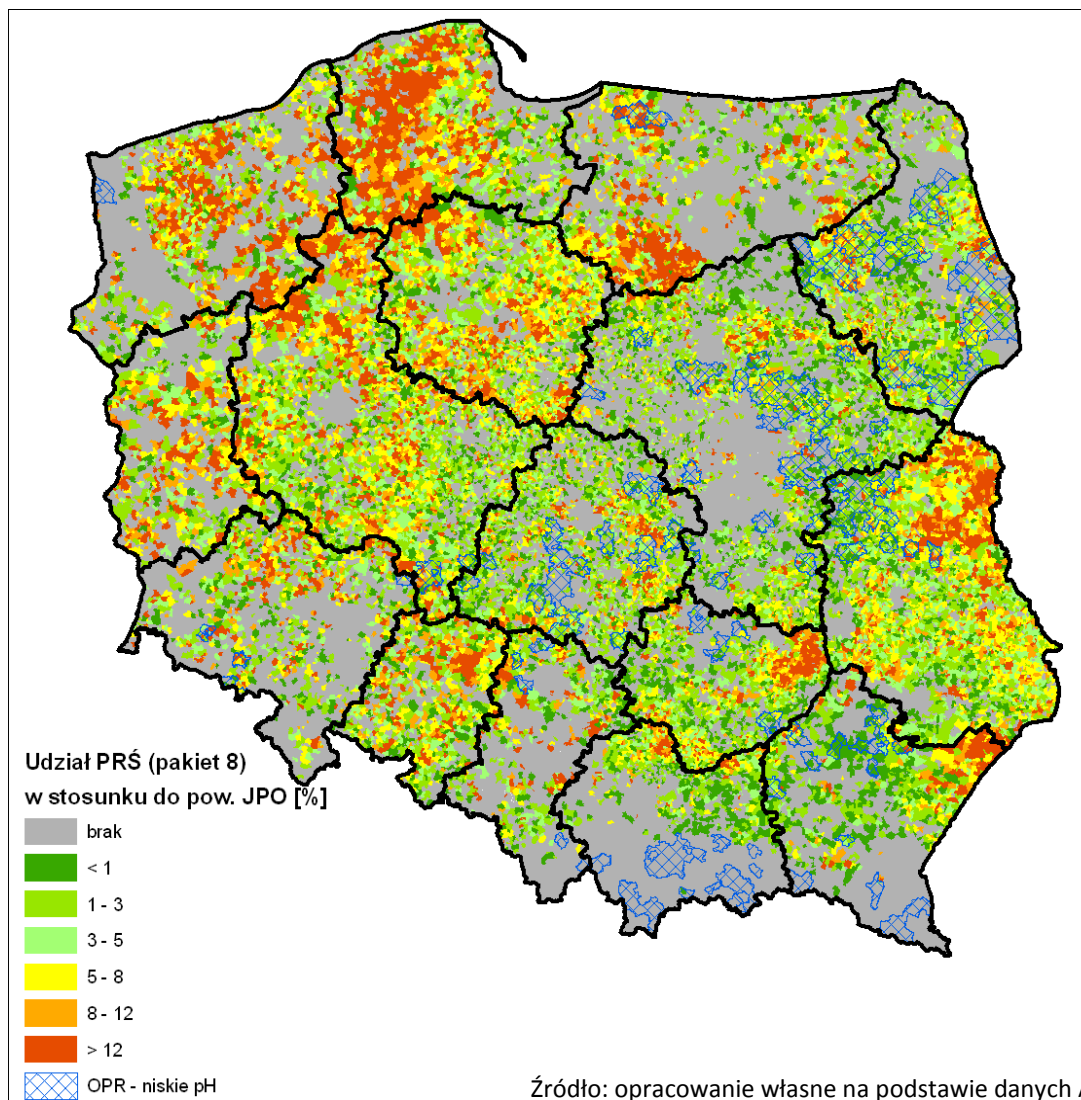 Udział PRŚ (pakiet 8)
w stosunku do pow. JPO [%]
brak
< 1
1 - 3
3 - 5
5 - 8
8 - 12
> 12
OPR - niskie pH
Źródło: opracowanie własne na podstawie danych